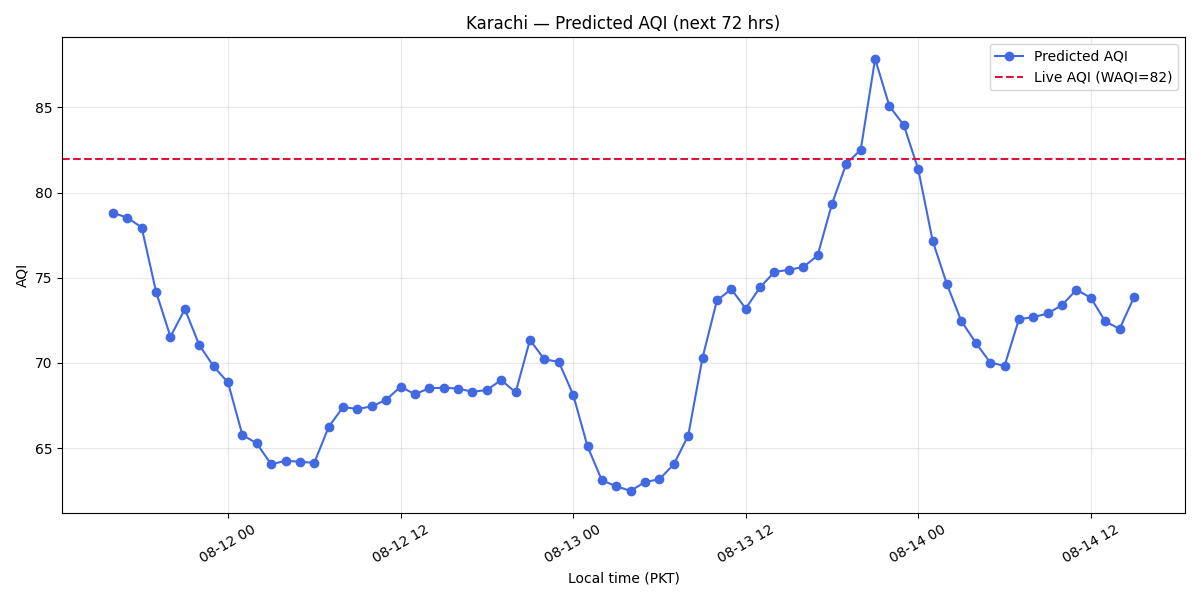 Karachi — Predicted AQI (next 72 hrs)
Predicted AQI
Live AQI (WAQI=82)
85
80
75
70
65
AQI
08-12 00
08-12 12
08-13 00
08-13 12
08-14 00
08-14 12
Local time (PKT)